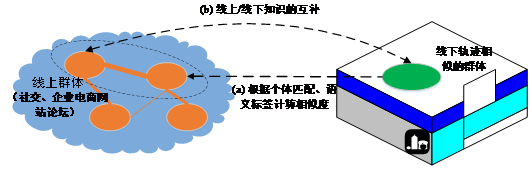 (b) 线上/线下知识的互补
线下轨迹相
似的群体
线上群体
（社交、企业电商网
站论坛）
(a) 根据个体匹配、语
义标签计算相似度